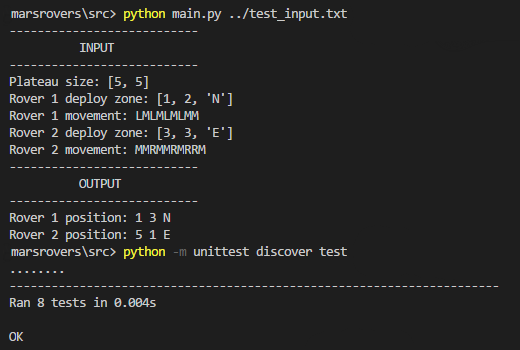 marsrovers\src> python main.py ../test_input.txt
---------------------------
INPUT
---------------------------
Plateau size: [5, 5]
Rover 1 deploy zone: [1, 2, 'N']
Rover 1 movement: LMLMLMLMM
Rover 2 deploy zone: [3, 3, 'E']
Rover 2 movement: MMRMMRMRRM
---------------------------
OUTPUT
---------------------------
Rover 1 position: 1 3 N
Rover 2 position: 5 1 E
marsrovers\src> python -m unittest discover test
........
----------------------------------------------------------------------
Ran 8 tests in 0.004s
OK